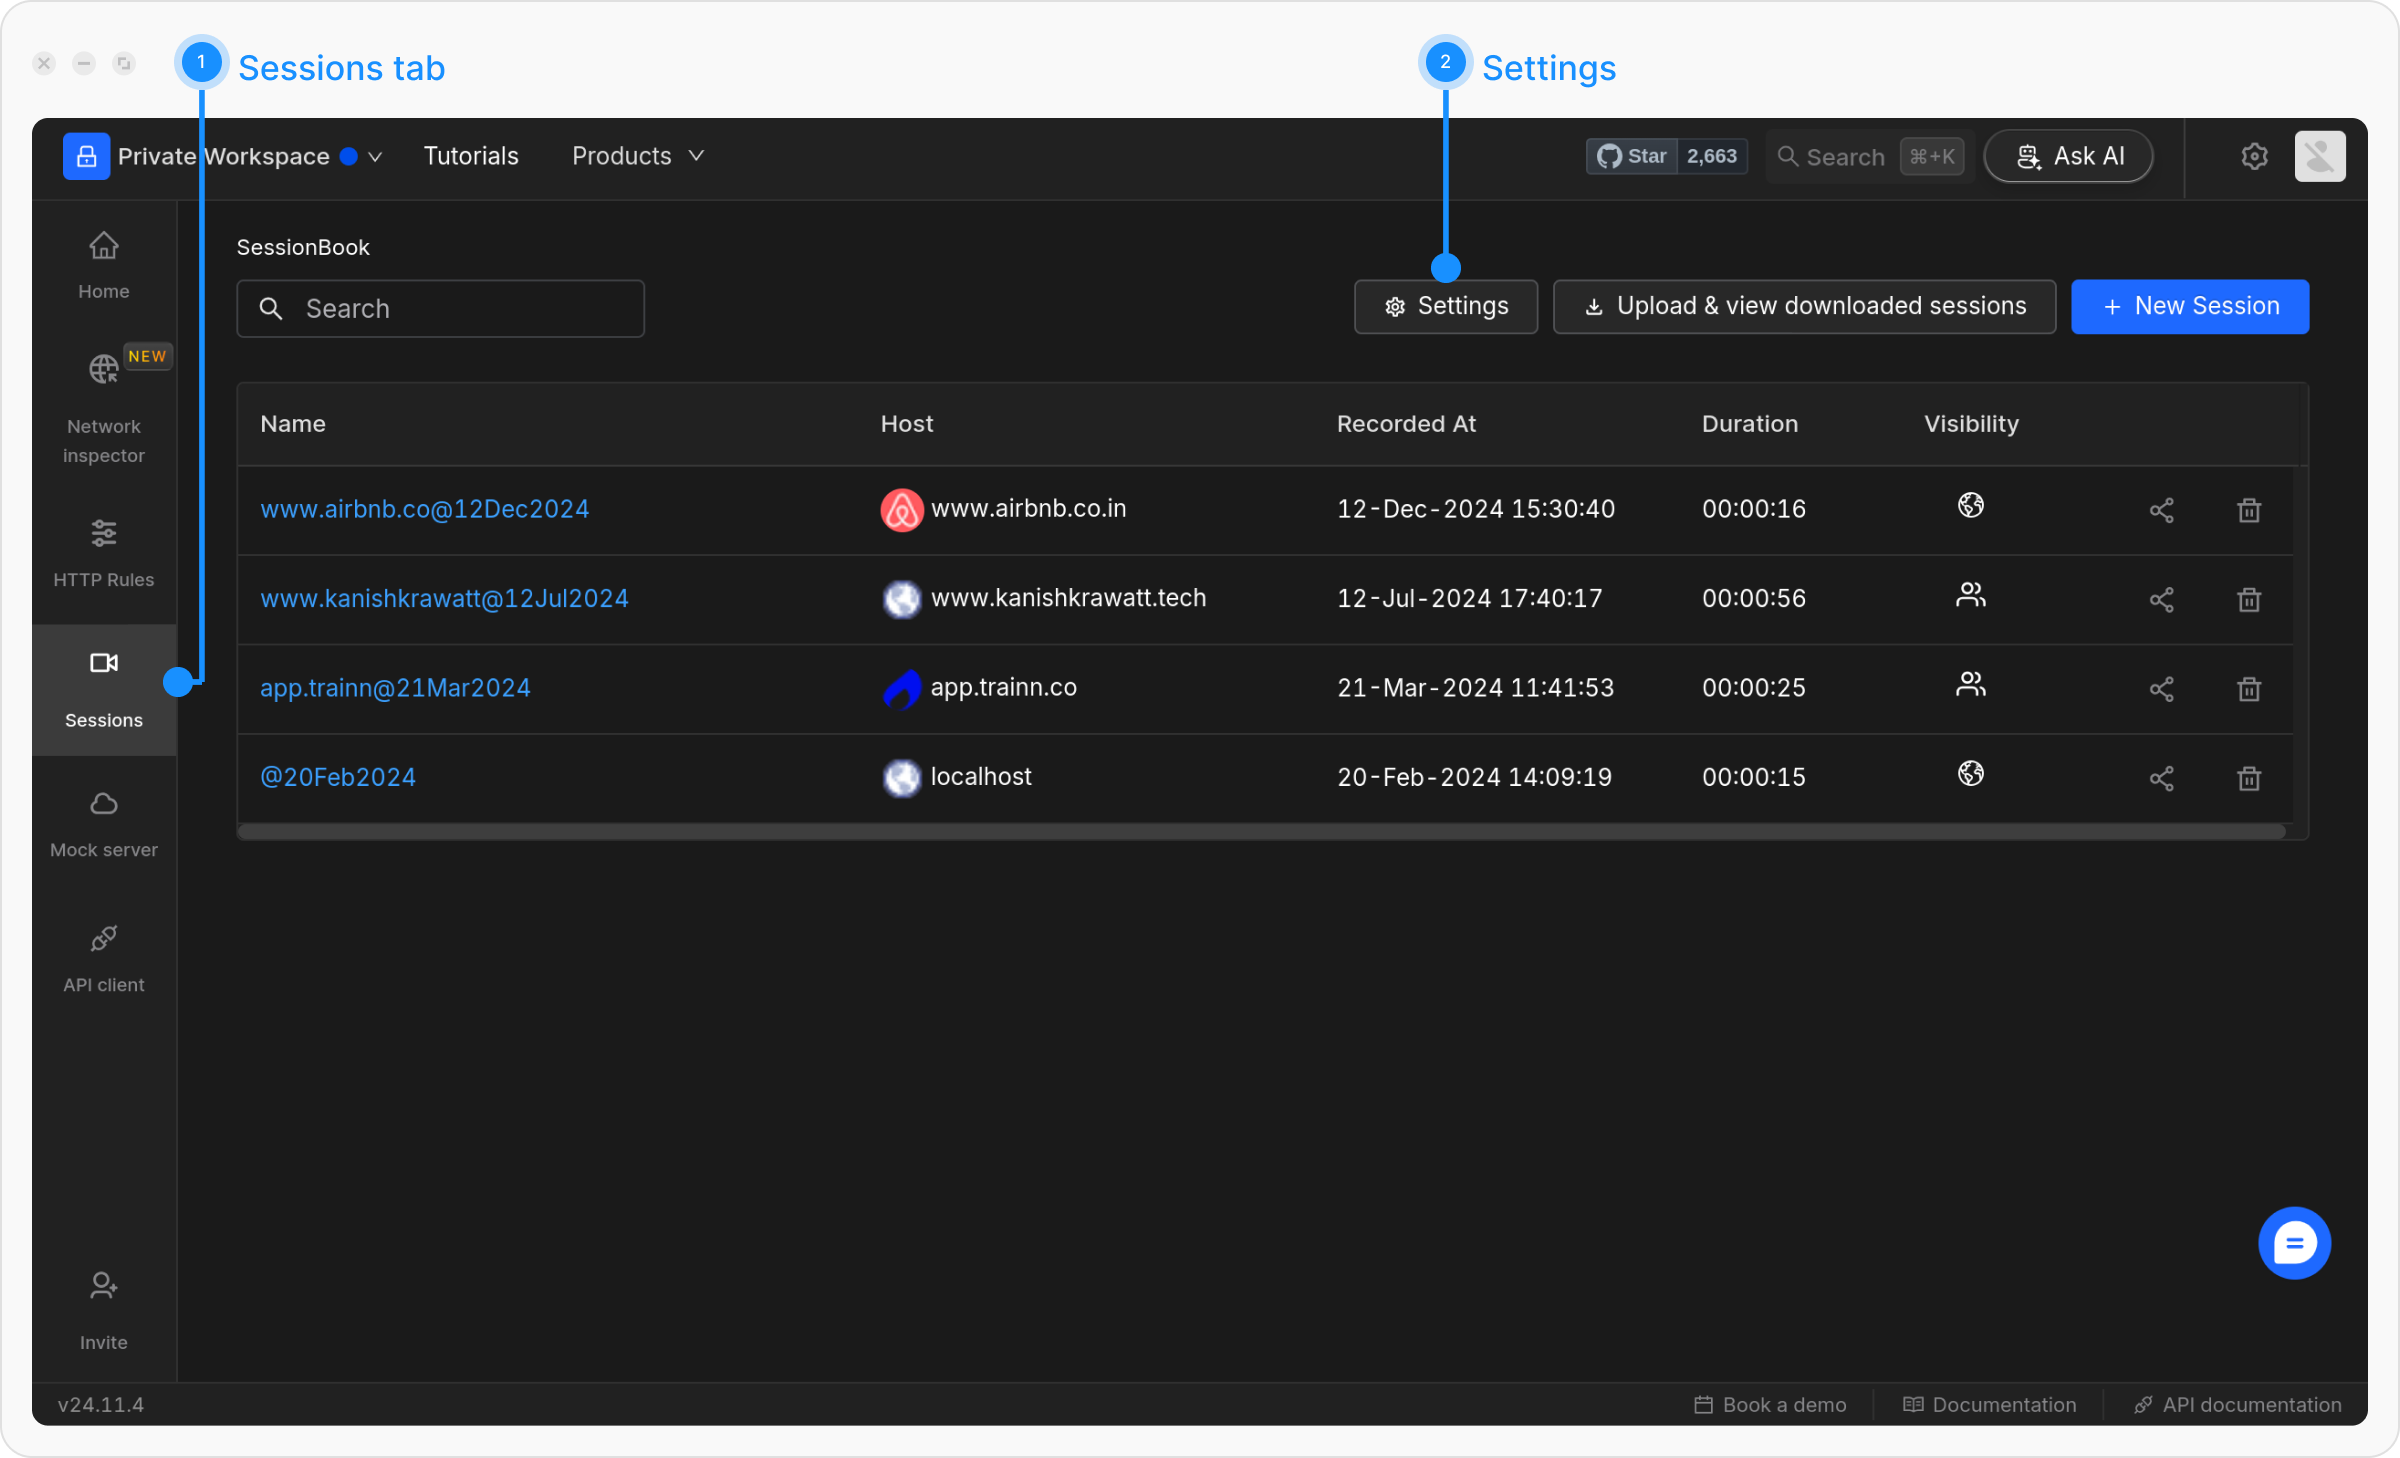 1 Sessions tab
2 Settings
Private Workspace
Tutorials
Products
Star 2,663
Search ⌘+K
Ask AI
Home
NEW
Network
inspector
HTTP Rules
Sessions
Mock server
API client
Invite
SessionBook
Search
Settings
Upload & view downloaded sessions
+ New Session
Name Host Recorded At Duration Visibility
www.airbnb.co@12Dec2024 www.airbnb.co.in 12-Dec-2024 15:30:40 00:00:16
www.kanishkrawatt@12Jul2024 www.kanishkrawatt.tech 12-Jul-2024 17:40:17 00:00:56
app.trainn@21Mar2024 app.trainn.co 21-Mar-2024 11:41:53 00:00:25
@20Feb2024 localhost 20-Feb-2024 14:09:19 00:00:15
v24.11.4
Book a demo
Documentation
API documentation